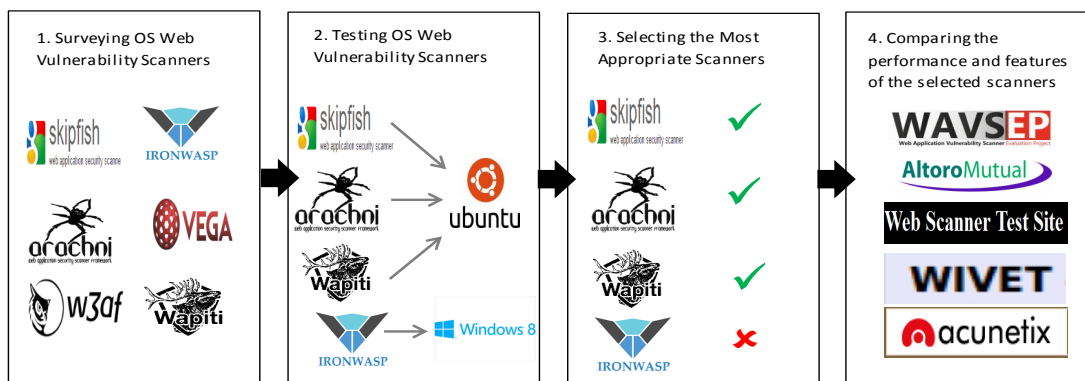 1. Surveying OS Web
Vulnerability Scanners
skipfish
web application security scanne
IRONWASP
arachni
web application security scanner framework
VEGA
w3af
Wapiti
2. Testing OS Web
Vulnerability Scanners
skipfish
web application security scanner
arachni
web application security scanner framework
Wapiti
IRONWASP
ubuntu
Windows 8
3. Selecting the Most
Appropriate Scanners
skipfish
web application security scanner
arachni
web application security scanner framework
Wapiti
IRONWASP
4. Comparing the
performance and features
of the selected scanners
WAVSEP
Web Application Vulnerability Scanner Evaluation Project
AltoroMutual
Web Scanner Test Site
WIVET
acunetix